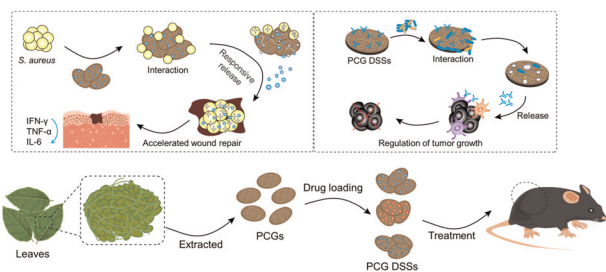 S. aureus
Interaction
Responsive
release
IFN-γ
TNF-α
IL-6
Accelerated wound repair
PCG DSSs
Interaction
Release
Regulation of tumor growth
Leaves
Extracted
PCGs
Drug loading
PCG DSSs
Treatment